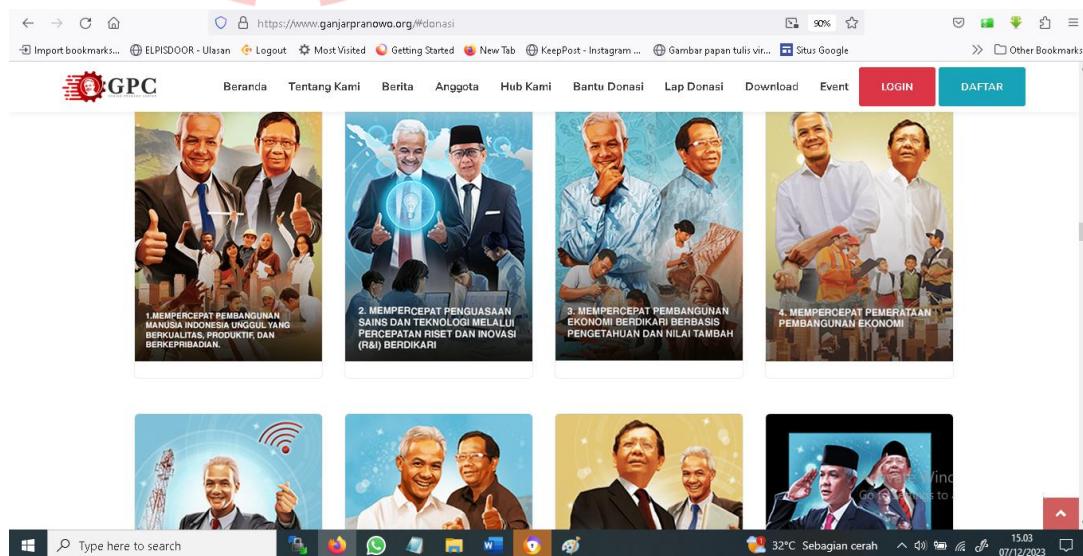 https://www.ganjarpranowo.org/#donasi
90%
Import bookmarks... ELPISDOOR - Ulasan Logout Most Visited Getting Started New Tab KeepPost - Instagram ... Gambar papan tulis vir... Situs Google Other Bookmarks
GPC Beranda Tentang Kami Berita Anggota Hub Kami Bantu Donasi Lap Donasi Download Event LOGIN DAFTAR
1.MEMPERCEPAT PEMBANGUNAN
MANUSIA INDONESIA UNGGUL YANG
BERKUALITAS, PRODUKTIF, DAN
BERKEPRIBADIAN.
2. MEMPERCEPAT PENGUASAAN
SAINS DAN TEKNOLOGI MELALUI
PERCEPATAN RISET DAN INOVASI
(R&I) BERDIKARI
3. MEMPERCEPAT PEMBANGUNAN
EKONOMI BERDIKARI BERBASIS
PENGETAHUAN DAN NILAI TAMBAH
4. MEMPERCEPAT PEMERATAAN
PEMBANGUNAN EKONOMI
Go to
Type here to search
32°C Sebagian cerah
15.03
07/12/2023